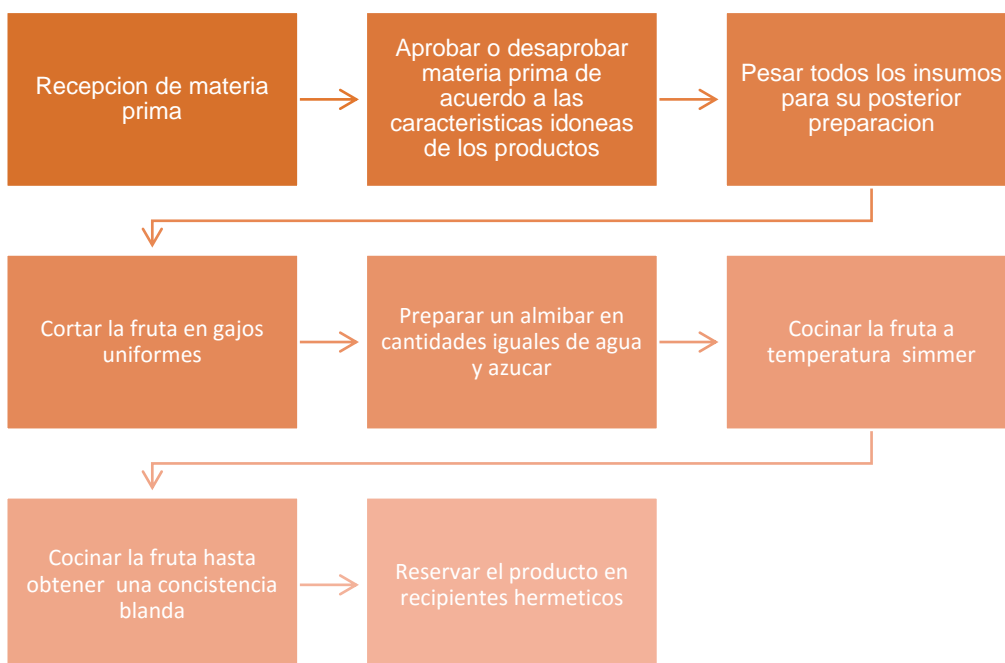 Recepcion de materia
prima
Aprobar o desaprobar
materia prima de
acuerdo a las
caracteristicas idoneas
de los productos
Pesar todos los insumos
para su posterior
preparacion
Cortar la fruta en gajos
uniformes
Preparar un almibar en
cantidades iguales de agua
y azucar
Cocinar la fruta a
temperatura simmer
Cocinar la fruta hasta
obtener una concistencia
blanda
Reservar el producto en
recipientes hermeticos